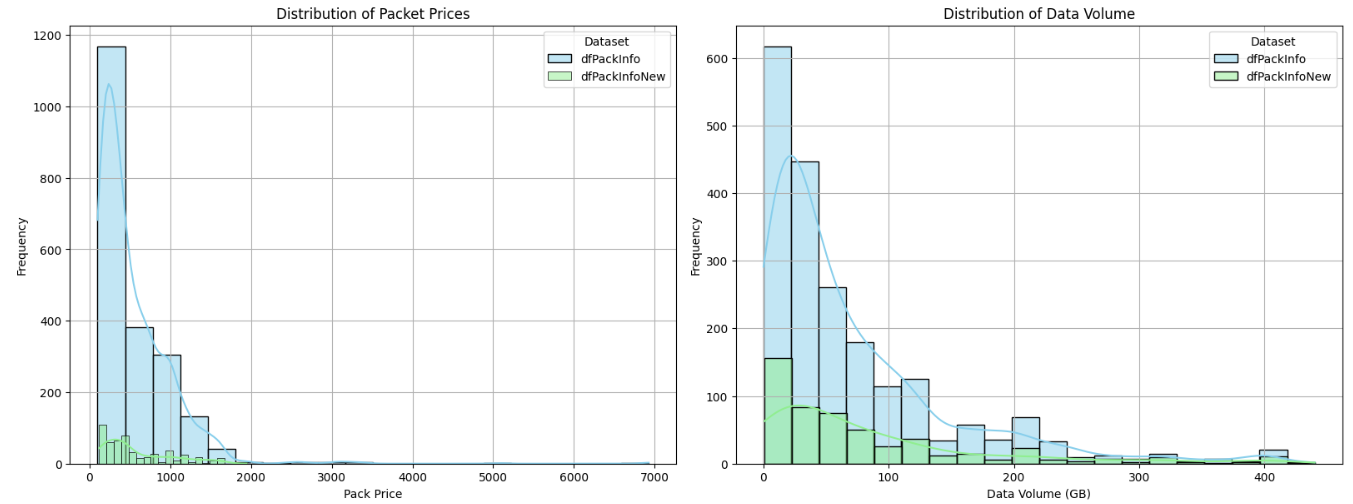 Distribution of Packet Prices
Dataset
dfPackInfo
dfPackInfoNew
1200
1000
800
600
400
200
0
Frequency
0 1000 2000 3000 4000 5000 6000 7000
Pack Price
Distribution of Data Volume
Dataset
dfPackInfo
dfPackInfoNew
600
500
400
300
200
100
0
Frequency
0 100 200 300 400
Data Volume (GB)